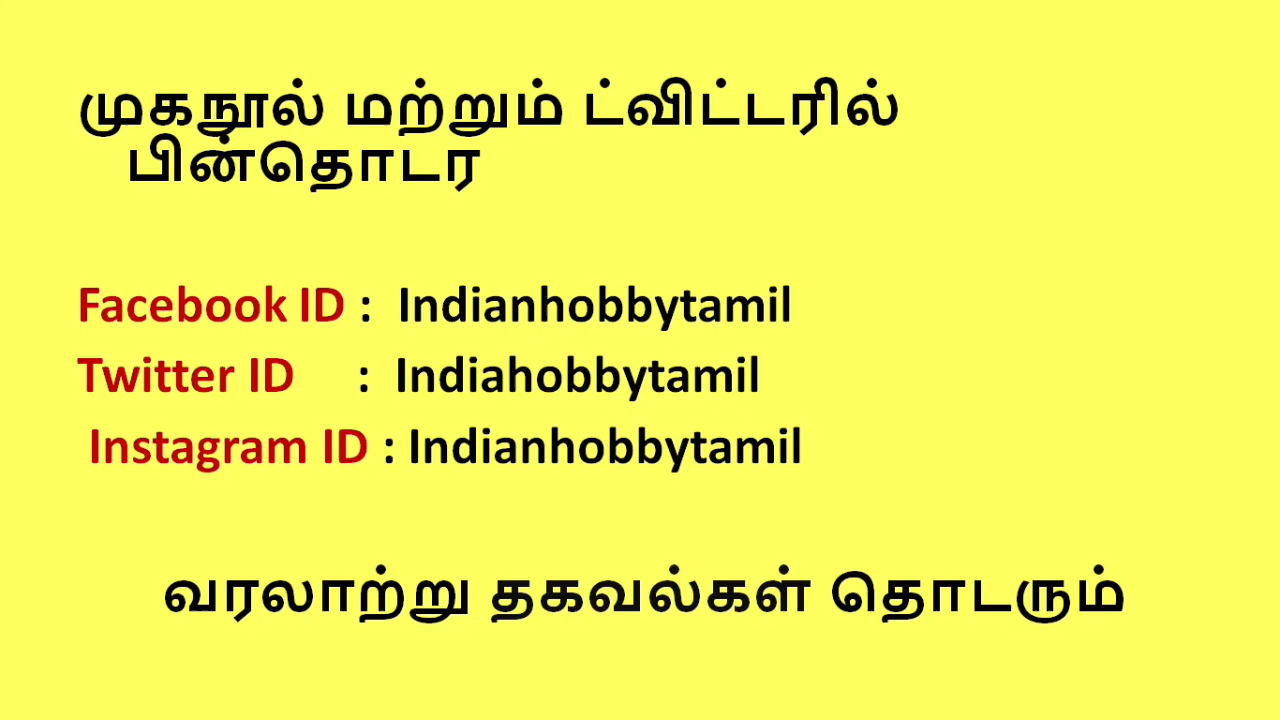 முகநூல் மற்றும் ட்விட்டரில்
பின்தொடர
Facebook ID : Indianhobbytamil
Twitter ID : Indiahobbytamil
Instagram ID : Indianhobbytamil
வரலாற்று தகவல்கள் தொடரும்